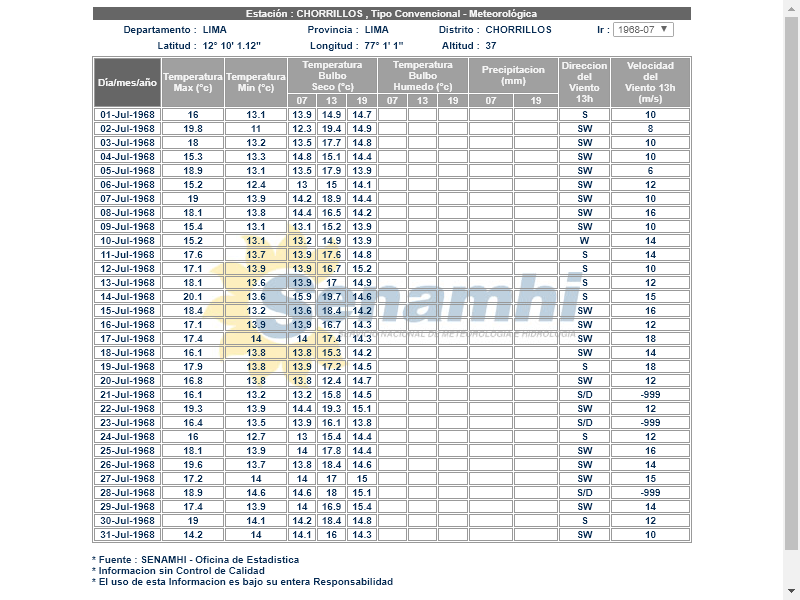 Estación : CHORRILLOS , Tipo Convencional - Meteorológica
Departamento : LIMA Provincia : LIMA Distrito : CHORRILLOS Ir : 1968-07
Latitud : 12° 10' 1.12" Longitud : 77° 1' 1" Altitud : 37
Día/mes/año Temperatura Max (°c) Temperatura Min (°c) Temperatura Bulbo Seco (°c) Temperatura Bulbo Humedo (°c) Precipitacion (mm) Direccion del Viento 13h Velocidad del Viento 13h (m/s)
07 13 19 07 13 19 07 19
01-Jul-1968 16 13.1 13.9 14.9 14.7 S 10
02-Jul-1968 19.8 11 12.3 19.4 14.9 SW 8
03-Jul-1968 18 13.2 13.5 17.7 14.8 SW 10
04-Jul-1968 15.3 13.3 14.8 15.1 14.4 SW 10
05-Jul-1968 18.9 13.1 13.5 17.9 13.9 SW 6
06-Jul-1968 15.2 12.4 13 15 14.1 SW 12
07-Jul-1968 19 13.9 14.2 18.9 14.4 SW 10
08-Jul-1968 18.1 13.8 14.4 16.5 14.2 SW 16
09-Jul-1968 15.4 13.1 13.1 15.2 13.9 SW 10
10-Jul-1968 15.2 13.1 13.2 14.9 13.9 W 14
11-Jul-1968 17.6 13.7 13.9 17.6 14.8 S 14
12-Jul-1968 17.1 13.9 13.9 16.7 15.2 S 10
13-Jul-1968 18.1 13.6 13.9 17 14.9 S 12
14-Jul-1968 20.1 13.6 15.9 19.7 14.6 S 15
15-Jul-1968 18.4 13.2 13.6 18.4 14.2 SW 16
16-Jul-1968 17.1 13.9 13.9 16.7 14.3 SW 12
17-Jul-1968 17.4 14 14 17.4 14.3 SW 18
18-Jul-1968 16.1 13.8 13.8 15.3 14.2 SW 14
19-Jul-1968 17.9 13.8 13.9 17.2 14.5 S 18
20-Jul-1968 16.8 13.8 13.8 12.4 14.7 SW 12
21-Jul-1968 16.1 13.2 13.2 15.8 14.5 S/D -999
22-Jul-1968 19.3 13.9 14.4 19.3 15.1 SW 12
23-Jul-1968 16.4 13.5 13.9 16.1 13.8 S/D -999
24-Jul-1968 16 12.7 13 15.4 14.4 S 12
25-Jul-1968 18.1 13.9 14 17.8 14.4 SW 16
26-Jul-1968 19.6 13.7 13.8 18.4 14.6 SW 14
27-Jul-1968 17.2 14 14 17 15 SW 15
28-Jul-1968 18.9 14.6 14.6 18 15.1 S/D -999
29-Jul-1968 17.4 13.9 14 16.9 15.4 SW 14
30-Jul-1968 19 14.1 14.2 18.4 14.8 S 12
31-Jul-1968 14.2 14 14.1 16 14.3 SW 10
Senamhi
SERVICIO NACIONAL DE METEOROLOGIA E HIDROLOGIA
* Fuente : SENAMHI - Oficina de Estadistica
* Informacion sin Control de Calidad
* El uso de esta Informacion es bajo su entera Responsabilidad